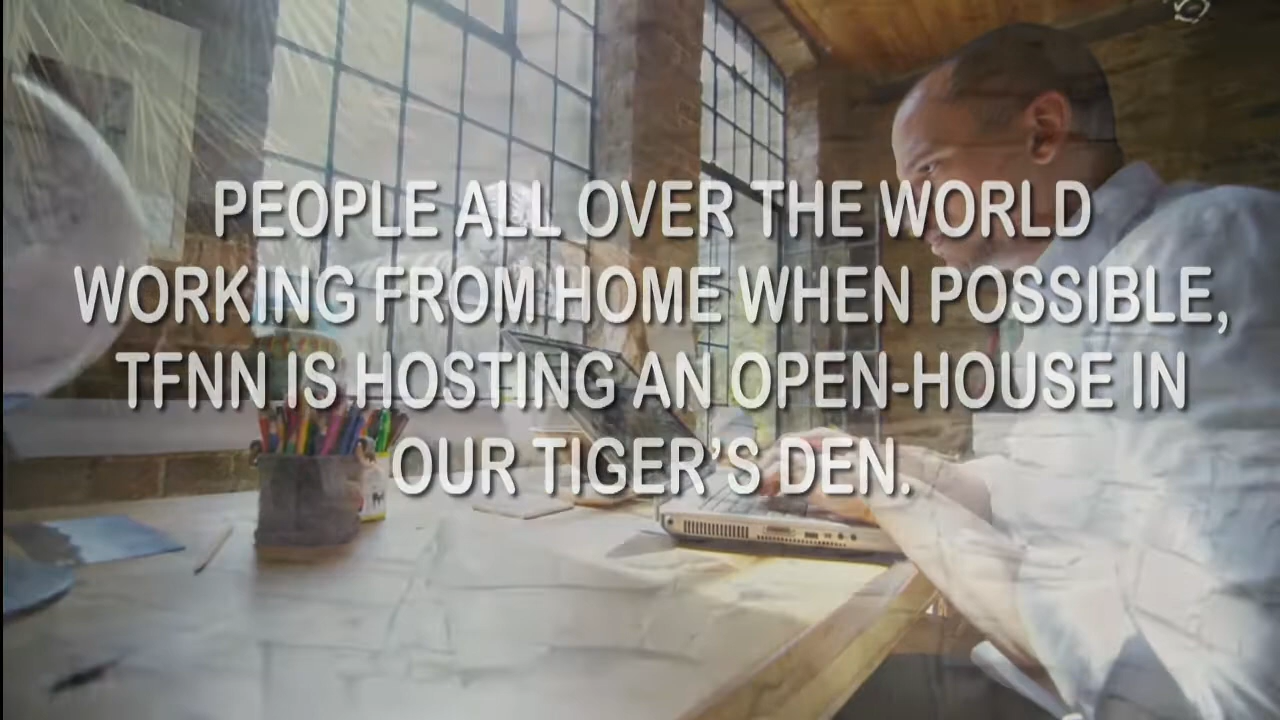 PEOPLE ALL OVER THE WORLD
WORKING FROM HOME WHEN POSSIBLE,
TFNN IS HOSTING AN OPEN-HOUSE IN
OUR TIGER’S DEN.